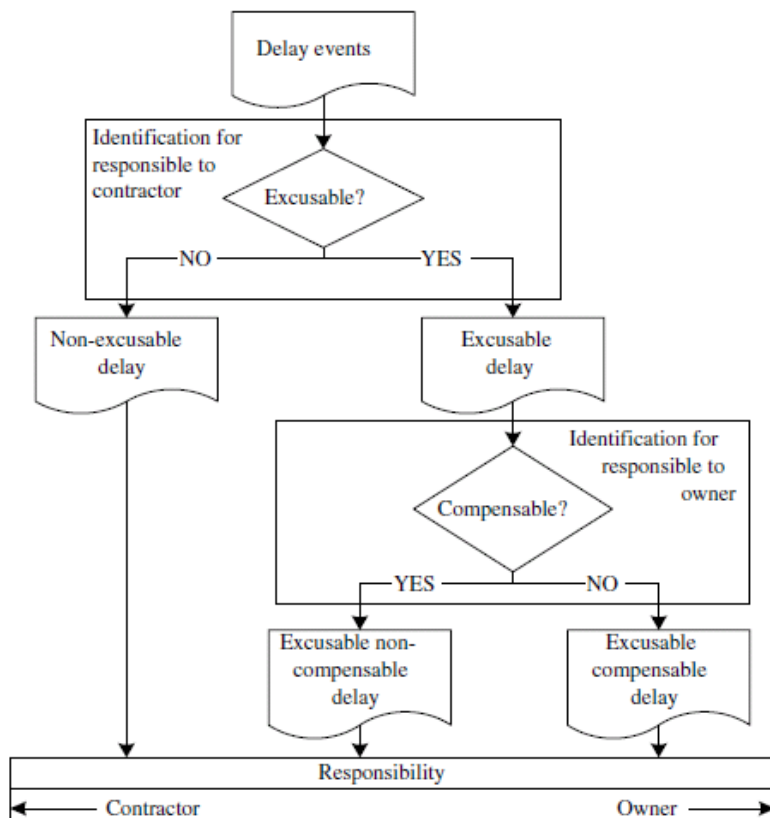 Delay events
Identification for
responsible to
contractor
Excusable?
NO
YES
Non-excusable
delay
Excusable
delay
Identification for
responsible to
owner
Compensable?
YES
NO
Excusable non-
compensable
delay
Excusable
compensable
delay
Responsibility
Contractor
Owner